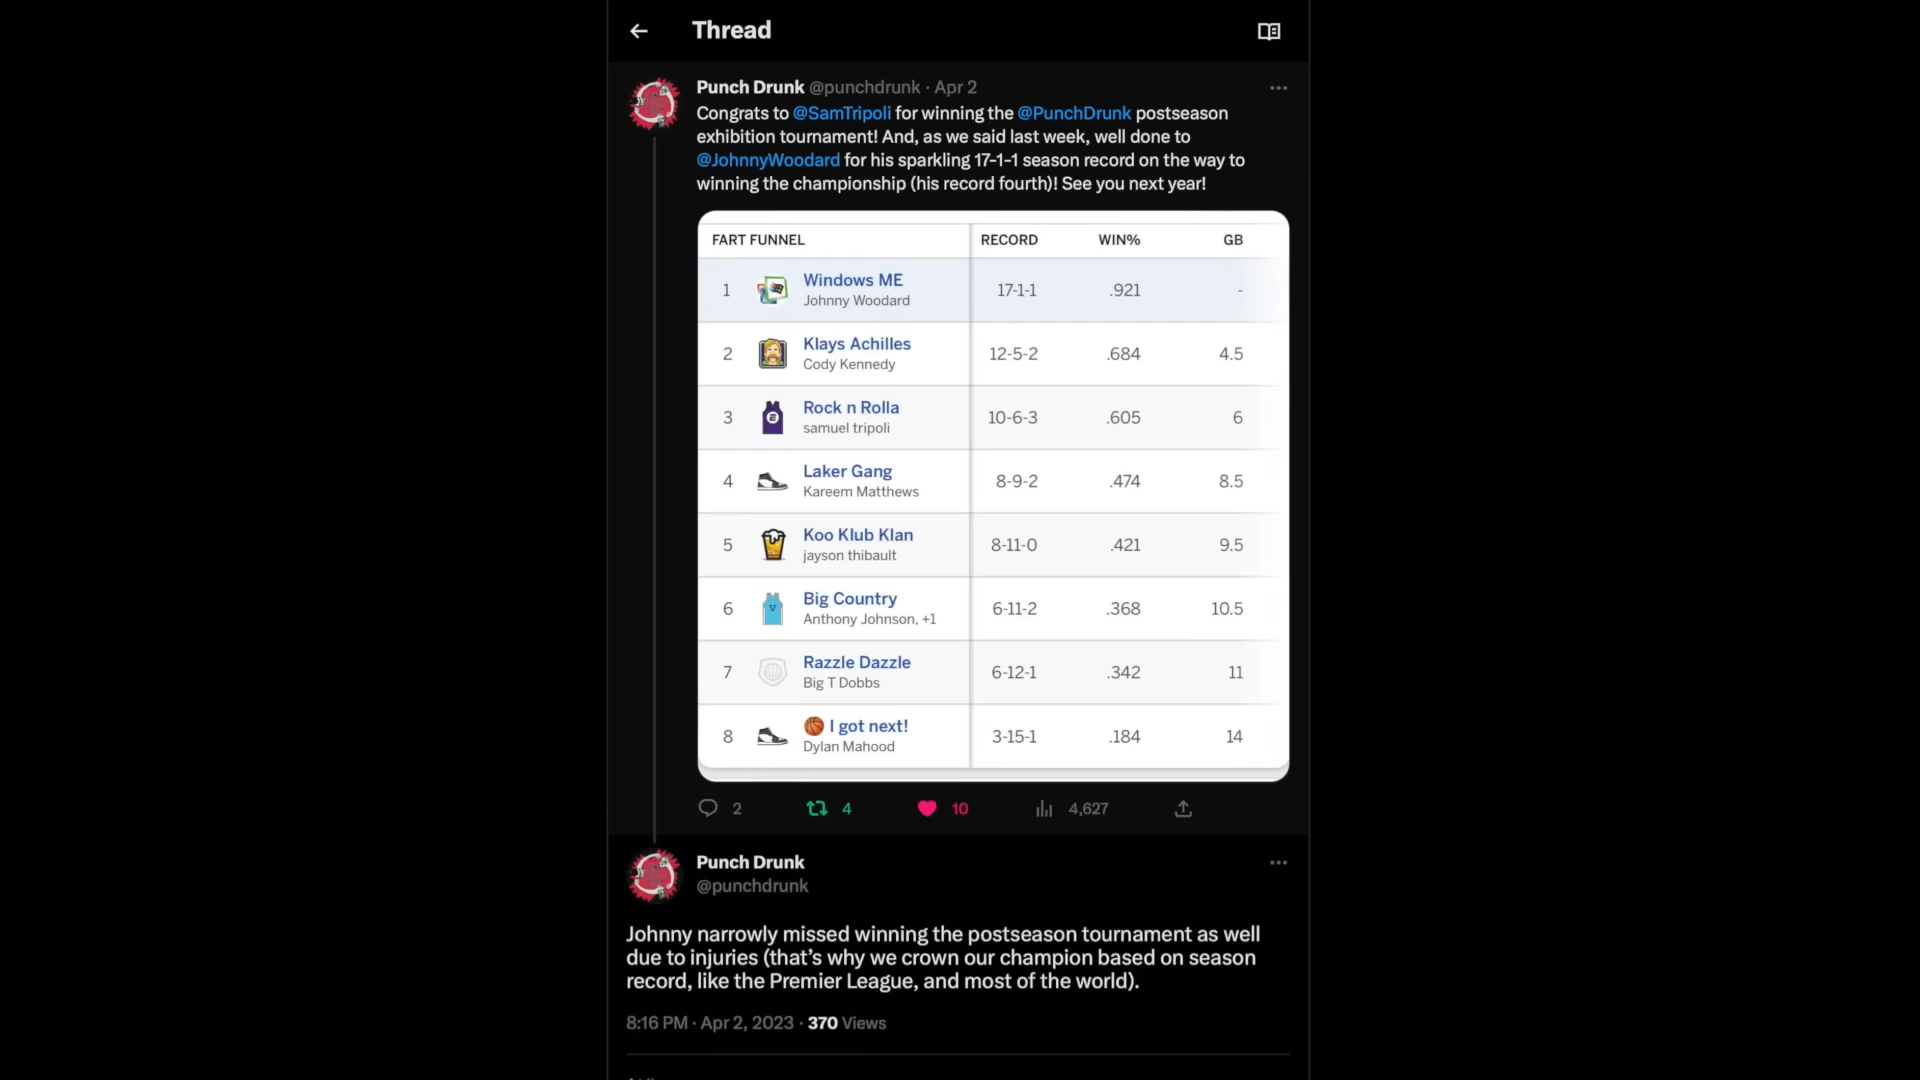 Thread
Punch Drunk @punchdrunk · Apr 2
Congrats to @SamTripoli for winning the @PunchDrunk postseason
exhibition tournament! And, as we said last week, well done to
@JohnnyWoodard for his sparkling 17-1-1 season record on the way to
winning the championship (his record fourth)! See you next year!
FART FUNNEL RECORD WIN% GB
1 Windows ME 17-1-1 .921 -
Johnny Woodard
2 Klays Achilles 12-5-2 .684 4.5
Cody Kennedy
3 Rock n Rolla 10-6-3 .605 6
samuel tripoli
4 Laker Gang 8-9-2 .474 8.5
Kareem Matthews
5 Koo Klub Klan 8-11-0 .421 9.5
jayson thibault
6 Big Country 6-11-2 .368 10.5
Anthony Johnson, +1
7 Razzle Dazzle 6-12-1 .342 11
Big T Dobbs
8 🏀 I got next! 3-15-1 .184 14
Dylan Mahood
2 4 10 4,627
Punch Drunk
@punchdrunk
Johnny narrowly missed winning the postseason tournament as well
due to injuries (that's why we crown our champion based on season
record, like the Premier League, and most of the world).
8:16 PM · Apr 2, 2023 · 370 Views